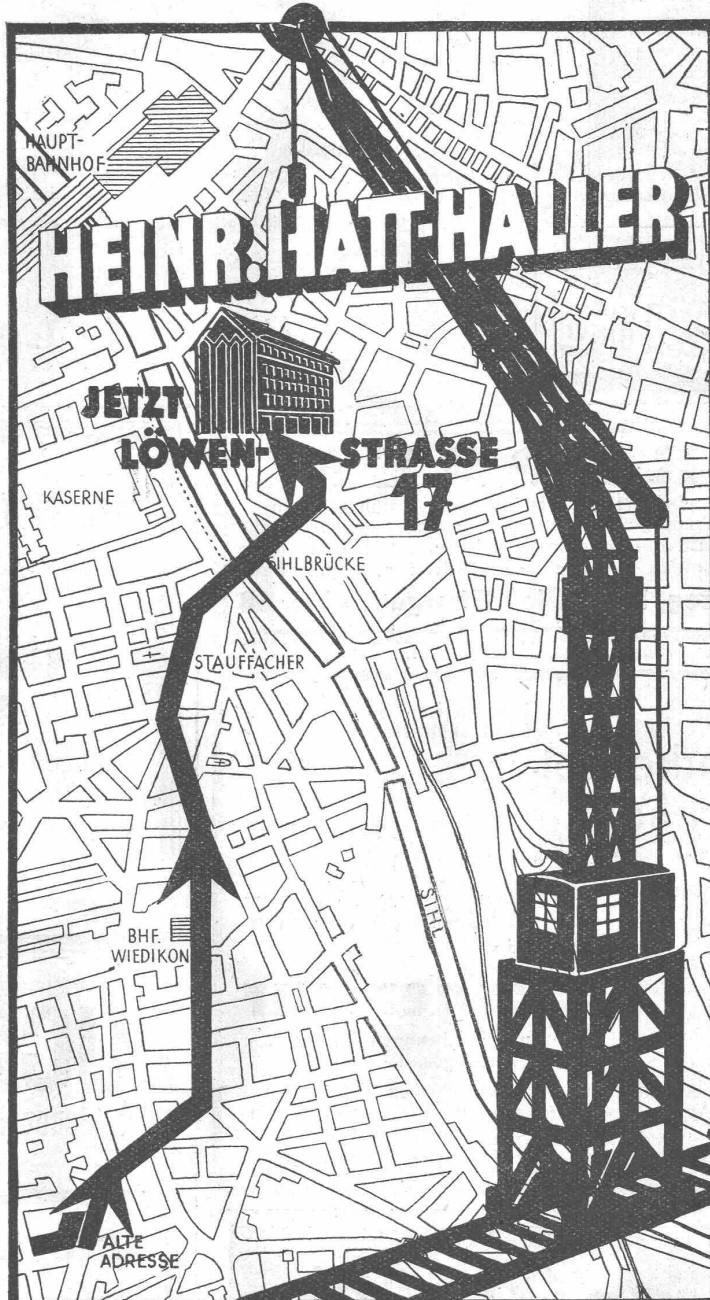 HAUPT-
BAHNHOF
HEINR. HATT-HALLER
JETZT
LÖWEN-STRASSE
17
KASERNE
SIHLBRÜCKE
STAUFFACHER
SIHL
BHF.
WIEDIKON
ALTE
ADRESSE